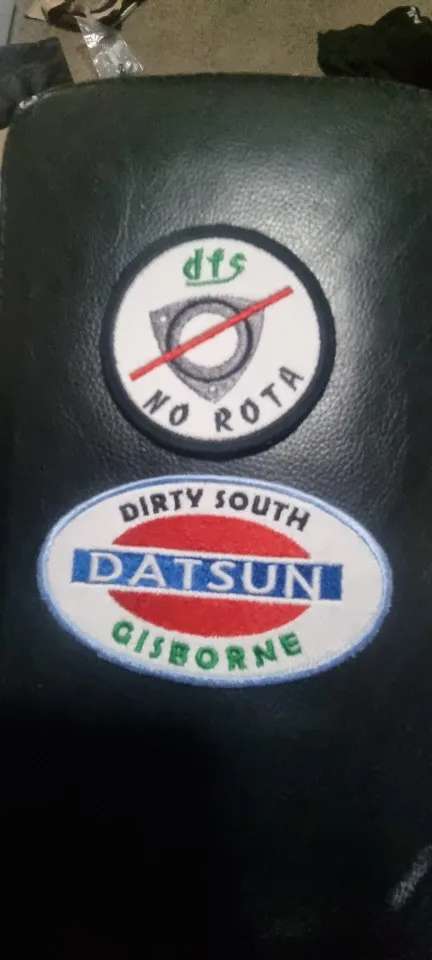 dfs
NO ROTA
DIRTY SOUTH
DATSUN
GISBORNE